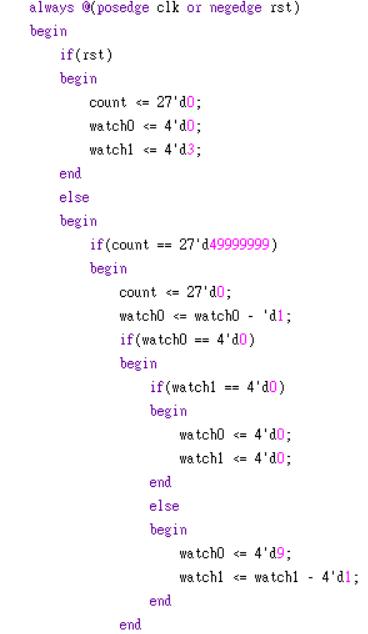 always @(posedge clk or negedge rst)
begin
if(rst)
begin
count <= 27'd0;
watch0 <= 4'd0;
watch1 <= 4'd3;
end
else
begin
if(count == 27'd49999999)
begin
count <= 27'd0;
watch0 <= watch0 - 'd1;
if(watch0 == 4'd0)
begin
if(watch1 == 4'd0)
begin
watch0 <= 4'd0;
watch1 <= 4'd0;
end
else
begin
watch0 <= 4'd9;
watch1 <= watch1 - 4'd1;
end
end